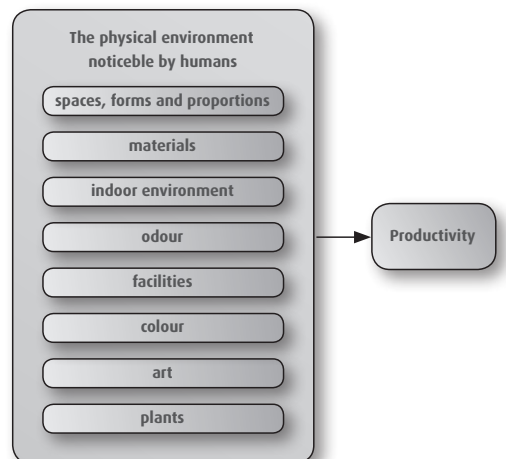 The physical environment
noticeble by humans
spaces, forms and proportions
materials
indoor environment
odour
facilities
colour
art
plants
Productivity